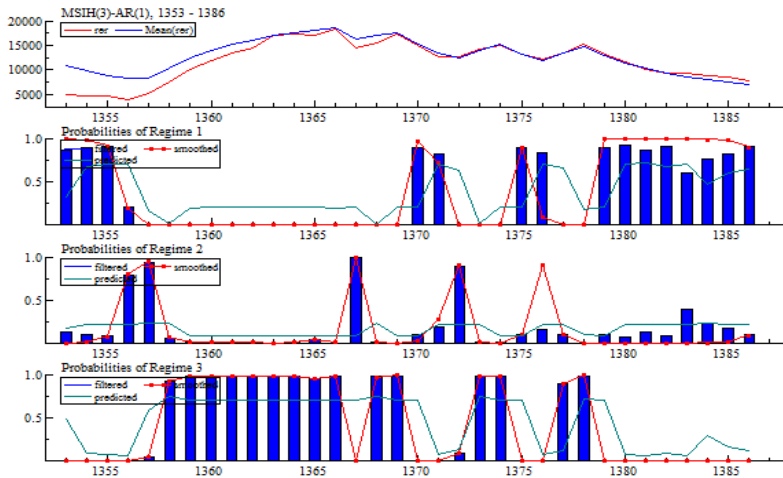 MSIH(3)-AR(1), 1353 - 1386
20000
rer Mean(rer)
15000
10000
5000
1355 1360 1365 1370 1375 1380 1385
Probabilities of Regime 1
1.0
filtered smoothed
predicted
0.5
1355 1360 1365 1370 1375 1380 1385
Probabilities of Regime 2
1.0
filtered smoothed
predicted
0.5
1355 1360 1365 1370 1375 1380 1385
Probabilities of Regime 3
1.0
filtered smoothed
predicted
0.5
1355 1360 1365 1370 1375 1380 1385